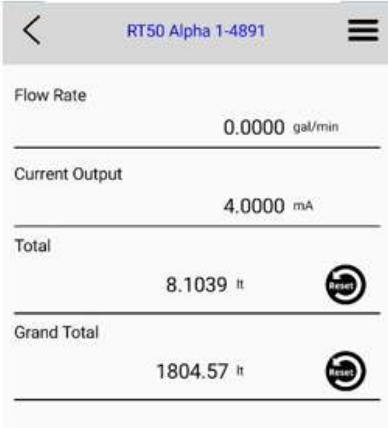 RT50 Alpha 1-4891
Flow Rate
0.0000 gal/min
Current Output
4.0000 mA
Total
8.1039 lt
Reset
Grand Total
1804.57 lt
Reset